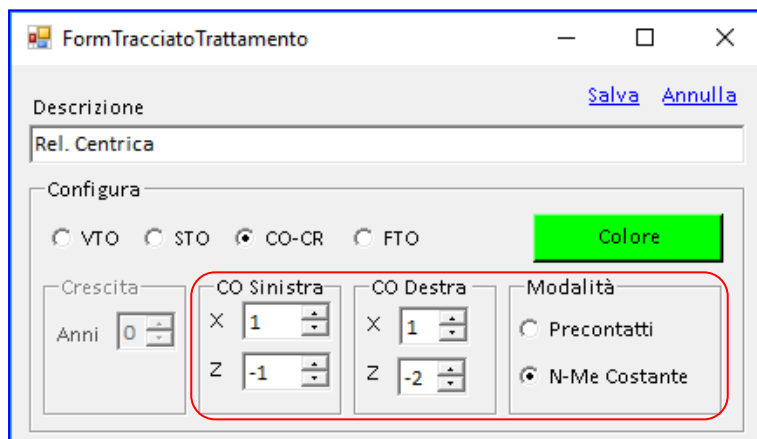 FormTracciatoTrattamento
Salva Annulla
Descrizione
Rel. Centrica
Configura
VTO STO CO-CR FTO Colore
Crescita CO Sinistra CO Destra Modalità
X 1 X 1 Precontatti
Anni 0
Z -1 Z -2 N-Me Costante